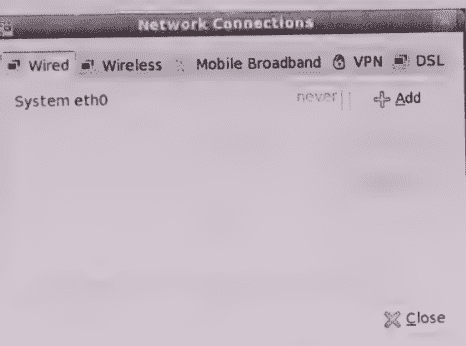 Network Connections
Wired Wireless Mobile Broadband VPN DSL
System eth0 never Add
Close